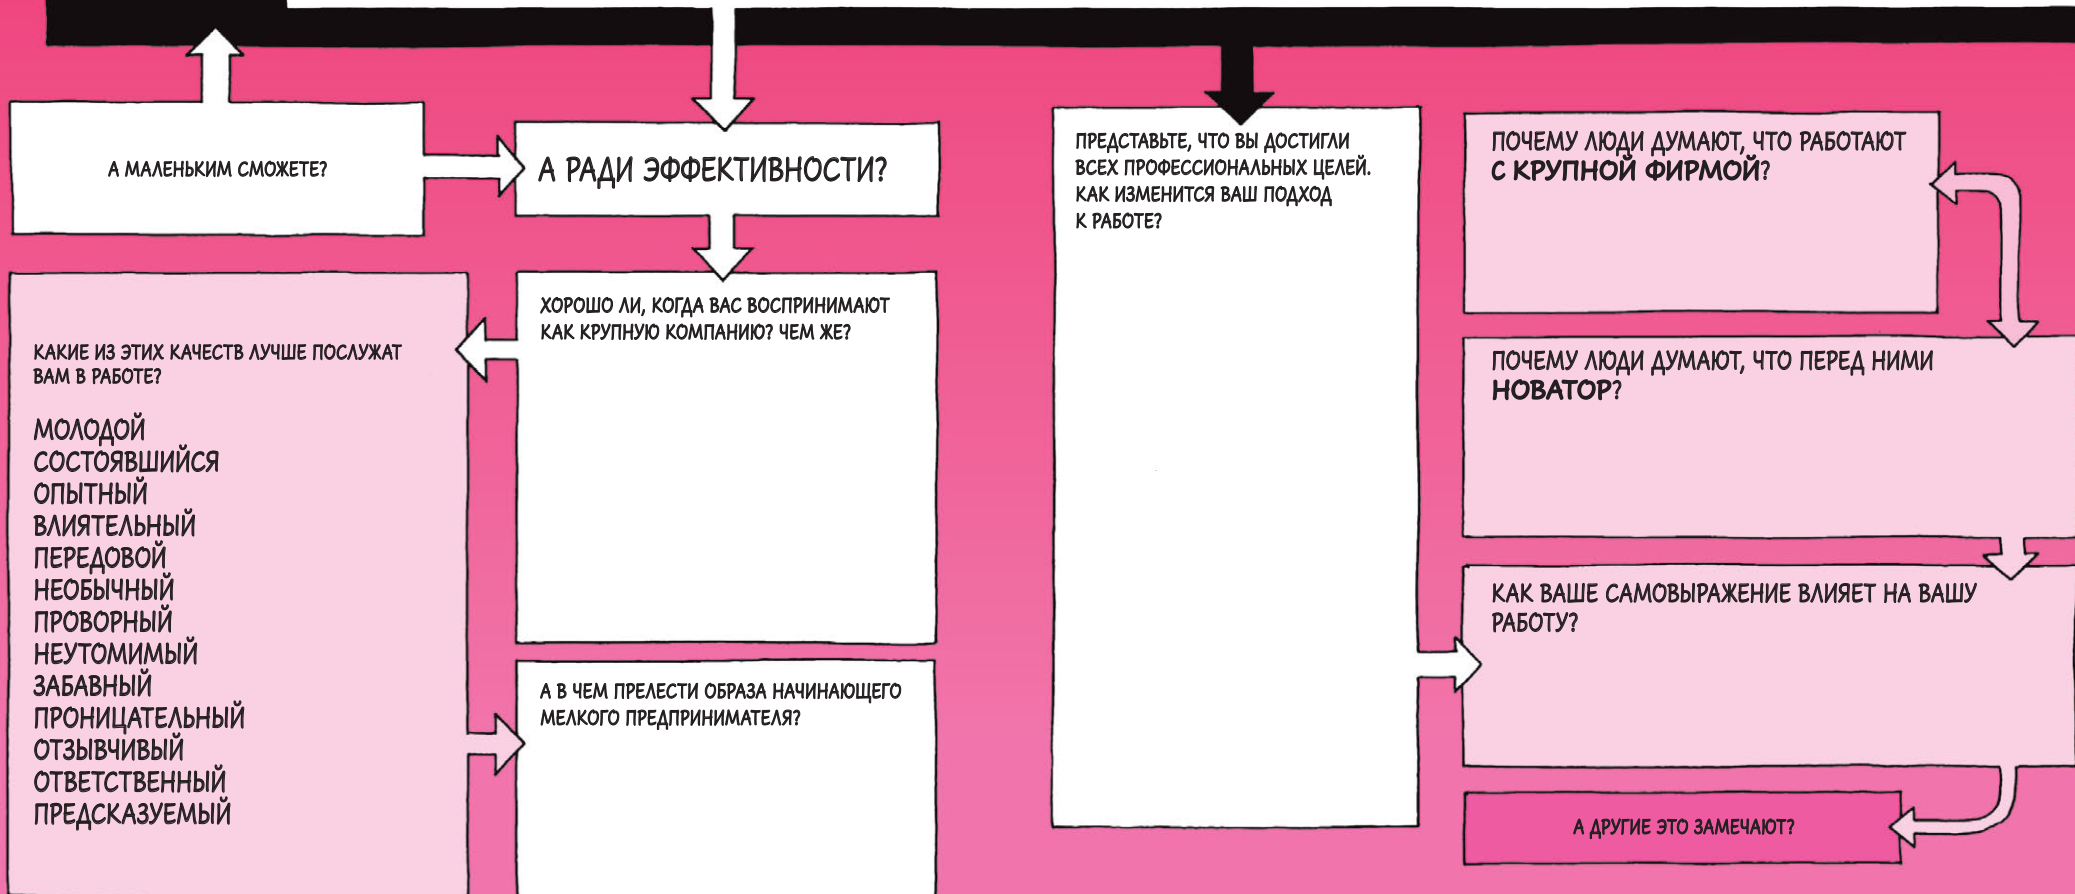 А МАЛЕНЬКИМ СМОЖЕТЕ?
А РАДИ ЭФФЕКТИВНОСТИ?
ХОРОШО ЛИ, КОГДА ВАС ВОСПРИНИМАЮТ
КАК КРУПНУЮ КОМПАНИЮ? ЧЕМ ЖЕ?
КАКИЕ ИЗ ЭТИХ КАЧЕСТВ ЛУЧШЕ ПОСЛУЖАТ
ВАМ В РАБОТЕ?
МОЛОДОЙ
СОСТОЯВШИЙСЯ
ОПЫТНЫЙ
ВЛИЯТЕЛЬНЫЙ
ПЕРЕДОВОЙ
НЕОБЫЧНЫЙ
ПРОВОРНЫЙ
НЕУТОМИМЫЙ
ЗАБАВНЫЙ
ПРОНИЦАТЕЛЬНЫЙ
ОТЗЫВЧИВЫЙ
ОТВЕТСТВЕННЫЙ
ПРЕДСКАЗУЕМЫЙ
А В ЧЕМ ПРЕЛЕСТИ ОБРАЗА НАЧИНАЮЩЕГО
МЕЛКОГО ПРЕДПРИНИМАТЕЛЯ?
ПРЕДСТАВЬТЕ, ЧТО ВЫ ДОСТИГЛИ
ВСЕХ ПРОФЕССИОНАЛЬНЫХ ЦЕЛЕЙ.
КАК ИЗМЕНИТСЯ ВАШ ПОДХОД
К РАБОТЕ?
ПОЧЕМУ ЛЮДИ ДУМАЮТ, ЧТО РАБОТАЮТ
С КРУПНОЙ ФИРМОЙ?
ПОЧЕМУ ЛЮДИ ДУМАЮТ, ЧТО ПЕРЕД НИМИ
НОВАТОР?
КАК ВАШЕ САМОВЫРАЖЕНИЕ ВЛИЯЕТ НА ВАШУ
РАБОТУ?
А ДРУГИЕ ЭТО ЗАМЕЧАЮТ?